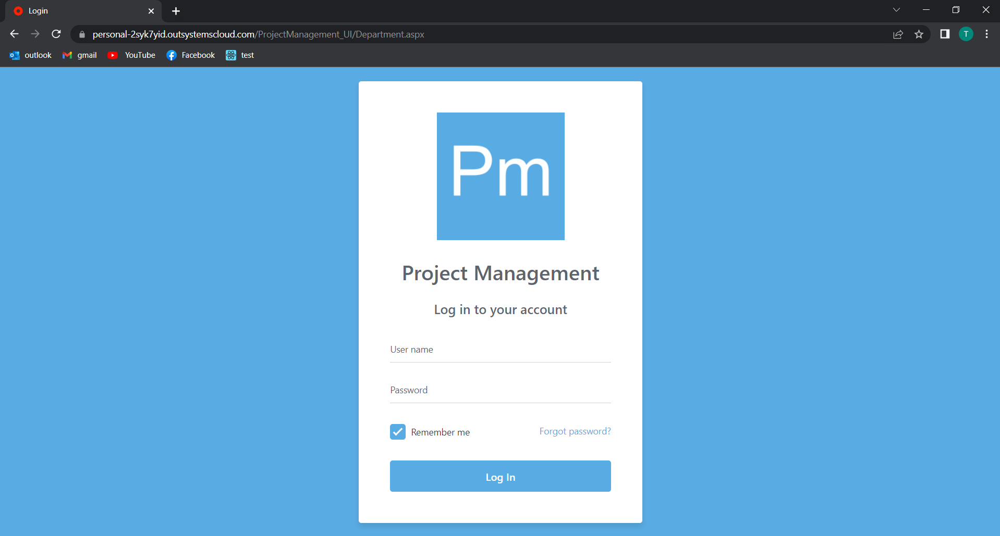 Login
personal-2syk7yid.outsystemscloud.com/ProjectManagement_UI/Department.aspx
T
outlook gmail YouTube Facebook test
Pm
Project Management
Log in to your account
User name
Password
Remember me Forgot password?
Log In